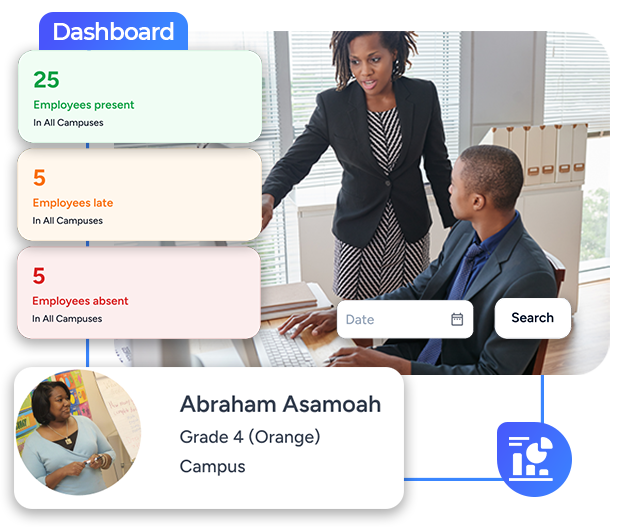 Dashboard
25
Employees present
In All Campuses
5
Employees late
In All Campuses
5
Employees absent
In All Campuses
Date
Search
Abraham Asamoah
Grade 4 (Orange)
Campus